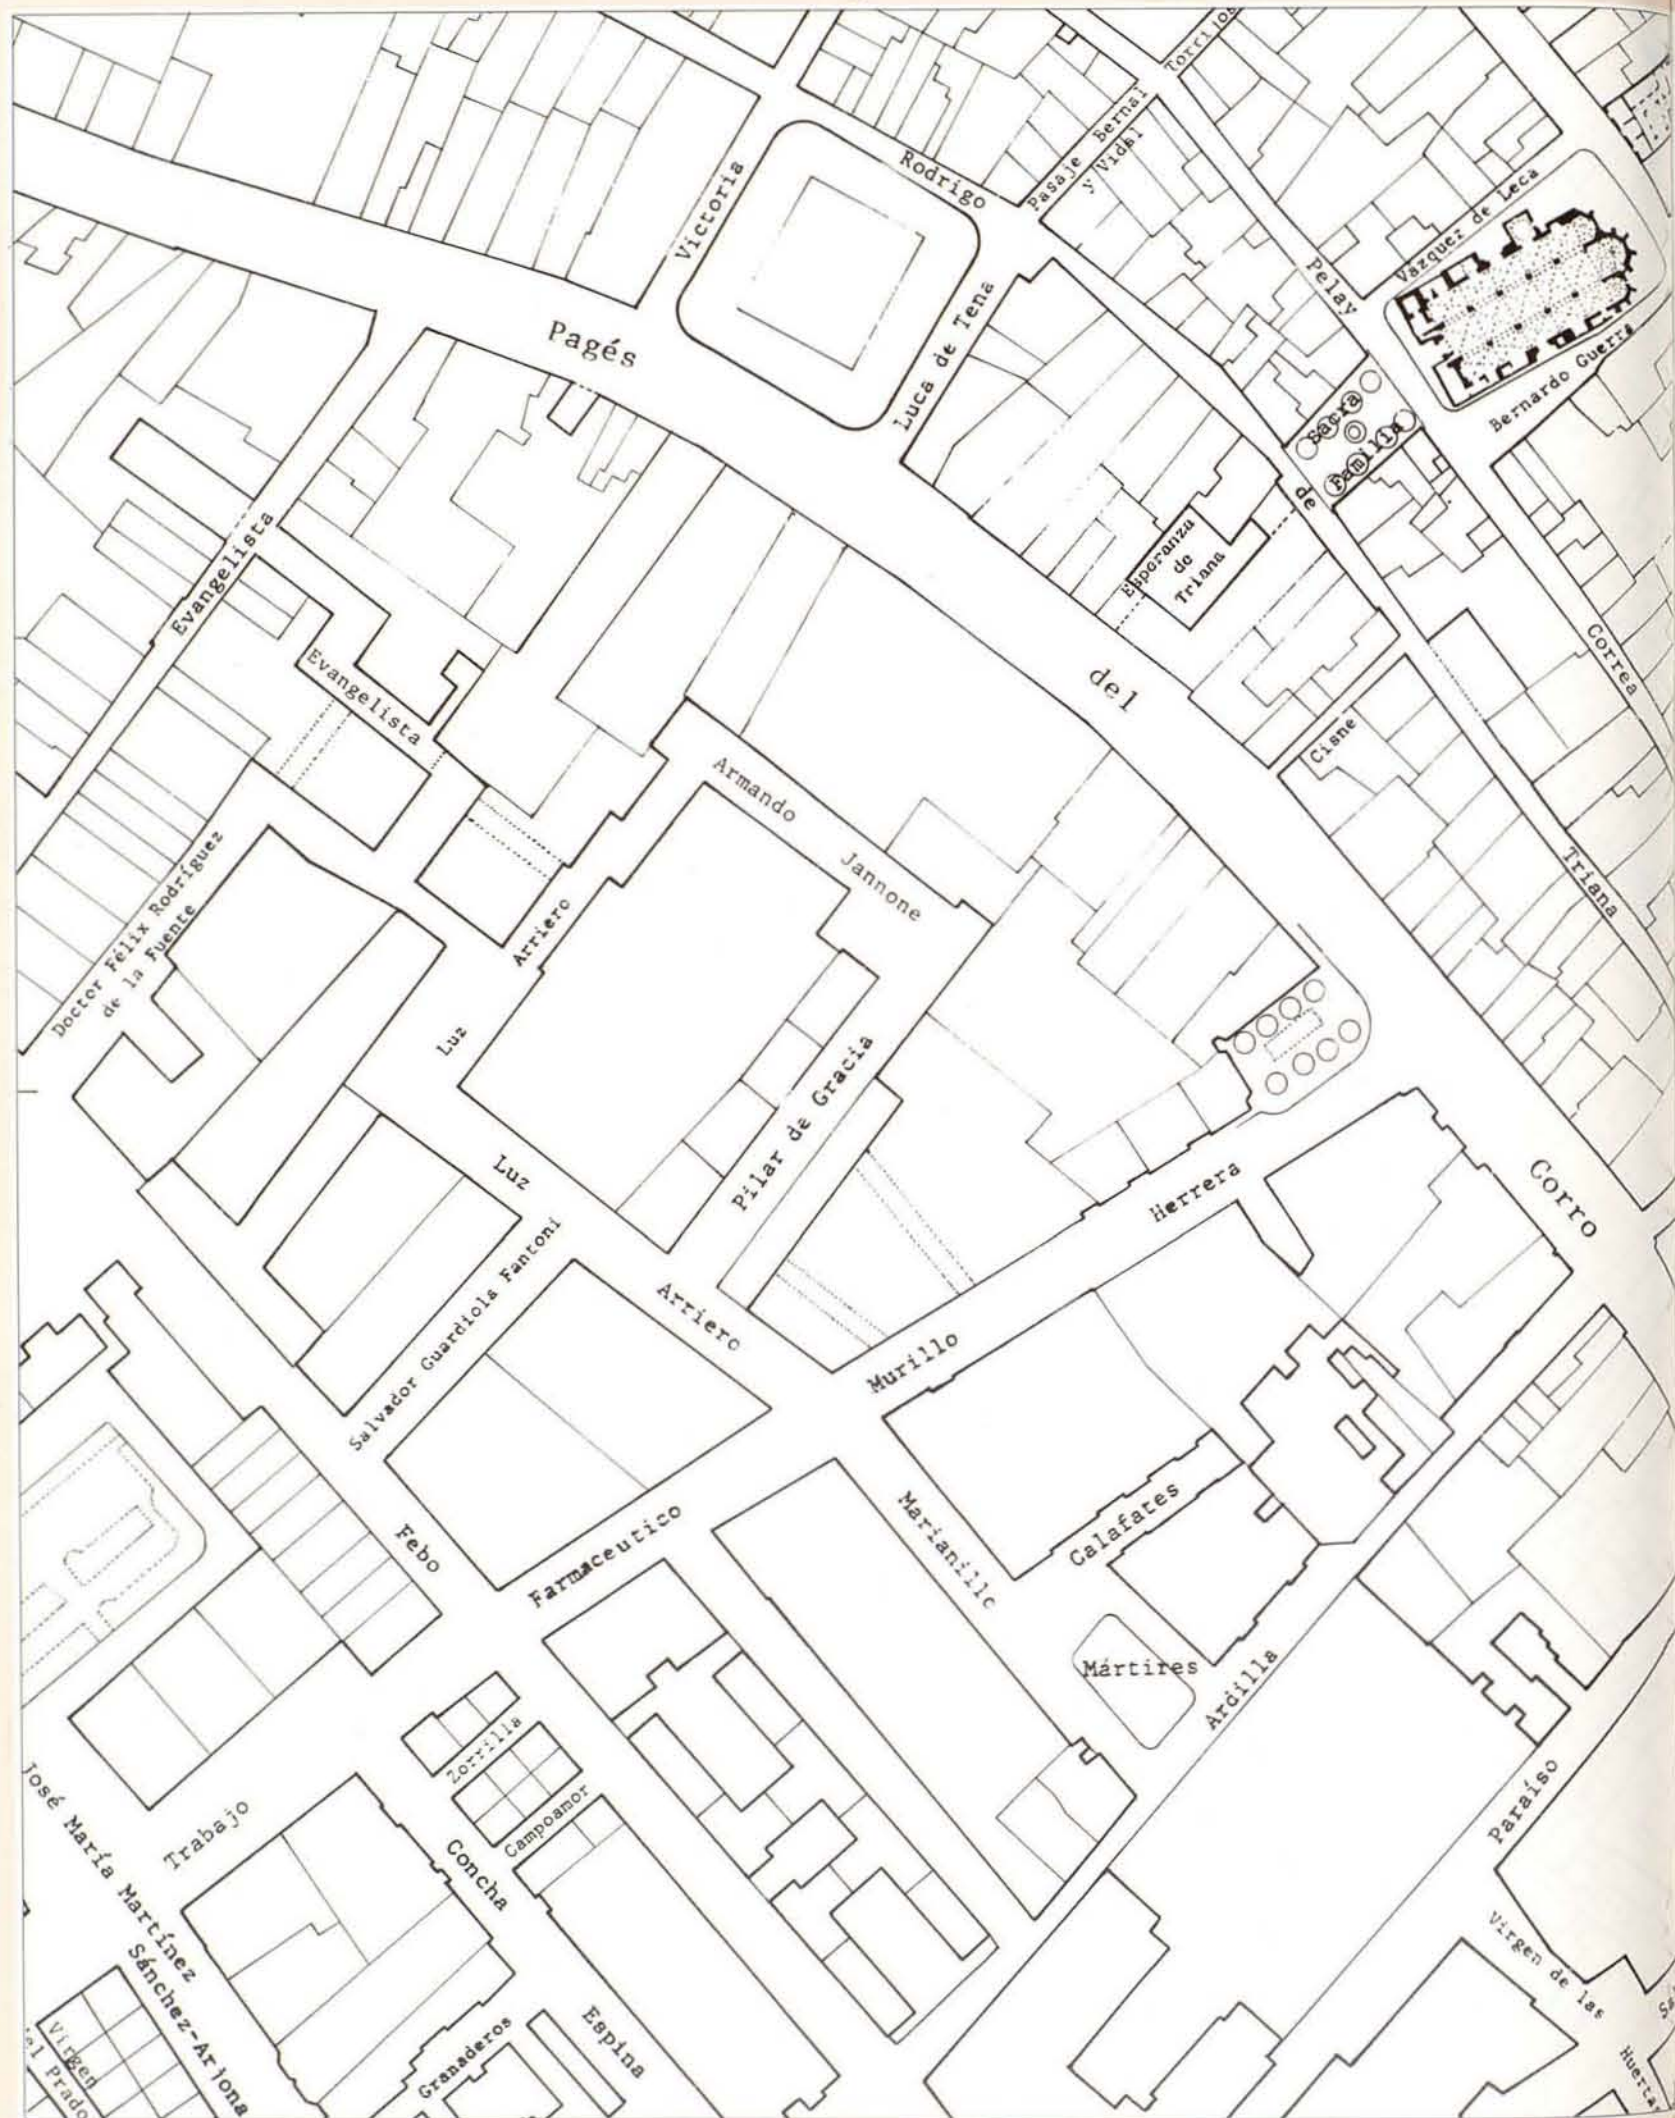 Torrijos
Pasaje Bernal
y Vidal
Rodrigo
Victoria
Vázquez de Leca
Pelay
Correa
Bernardo Guerra
Luca de Tena
Sacra
Familia
Pagés
del
Corro
de
Triana
Esperanza
de
Triana
Cisne
Evangelista
Evangelista
Armando
Jannone
Doctor Félix Rodríguez
de la Fuente
Arriero
Luz
Luz
Pilar de Gracia
Herrera
Murillo
Arriero
Salvador Guardiola Fantoni
Febo
Farmaceutico
Marianillo
Calafates
Mártires
Ardilla
Zorrilla
Campoamor
Concha
Espina
Trabajo
José María Martínez
Sánchez-Arjona
Granaderos
Virgen
del Prado
Paraíso
Virgen de las
Huertas